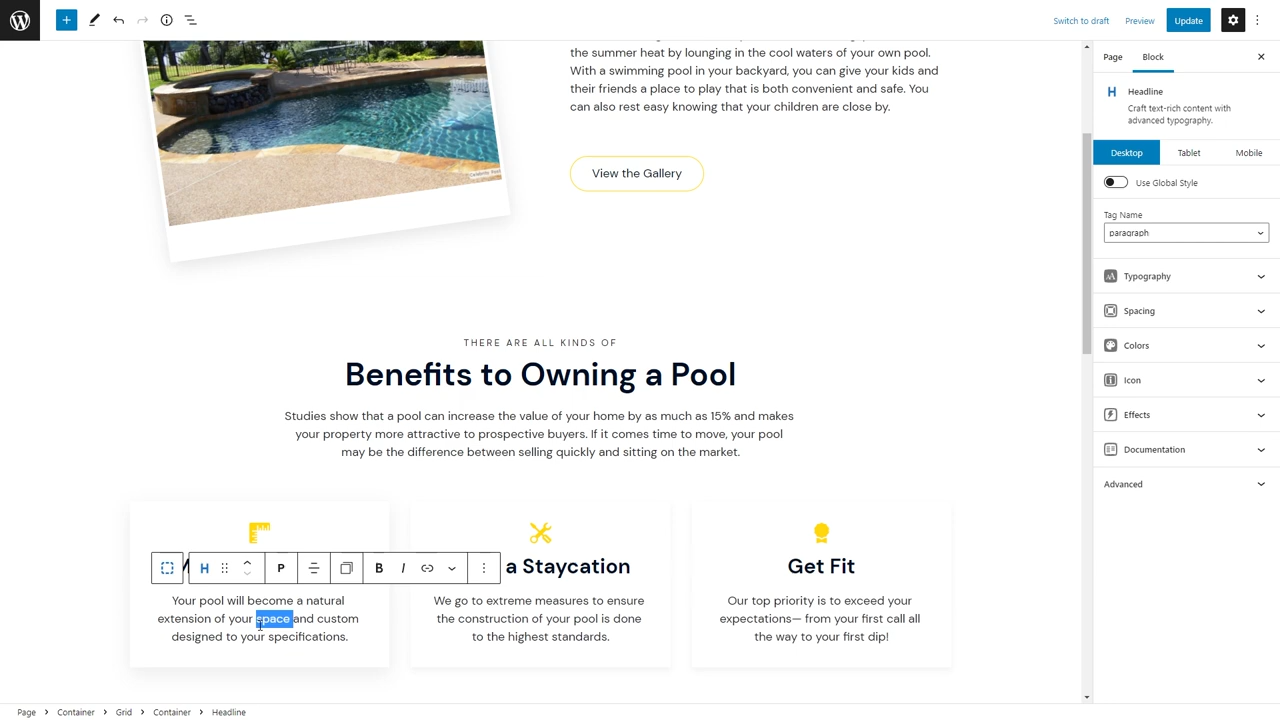 Switch to draft
Preview
Update
the summer heat by lounging in the cool waters of your own pool.
With a swimming pool in your backyard, you can give your kids and
their friends a place to play that is both convenient and safe. You
can also rest easy knowing that your children are close by.
View the Gallery
THERE ARE ALL KINDS OF
Benefits to Owning a Pool
Studies show that a pool can increase the value of your home by as much as 15% and makes
your property more attractive to prospective buyers. If it comes time to move, your pool
may be the difference between selling quickly and sitting on the market.
H
P
B
I
Your pool will become a natural
extension of your space and custom
designed to your specifications.
a Staycation
We go to extreme measures to ensure
the construction of your pool is done
to the highest standards.
Get Fit
Our top priority is to exceed your
expectations— from your first call all
the way to your first dip!
Page
Block
H
Headline
Craft text-rich content with
advanced typography.
Desktop
Tablet
Mobile
Use Global Style
Tag Name
paragraph
Typography
Spacing
Colors
Icon
Effects
Documentation
Advanced
Page > Container > Grid > Container > Headline